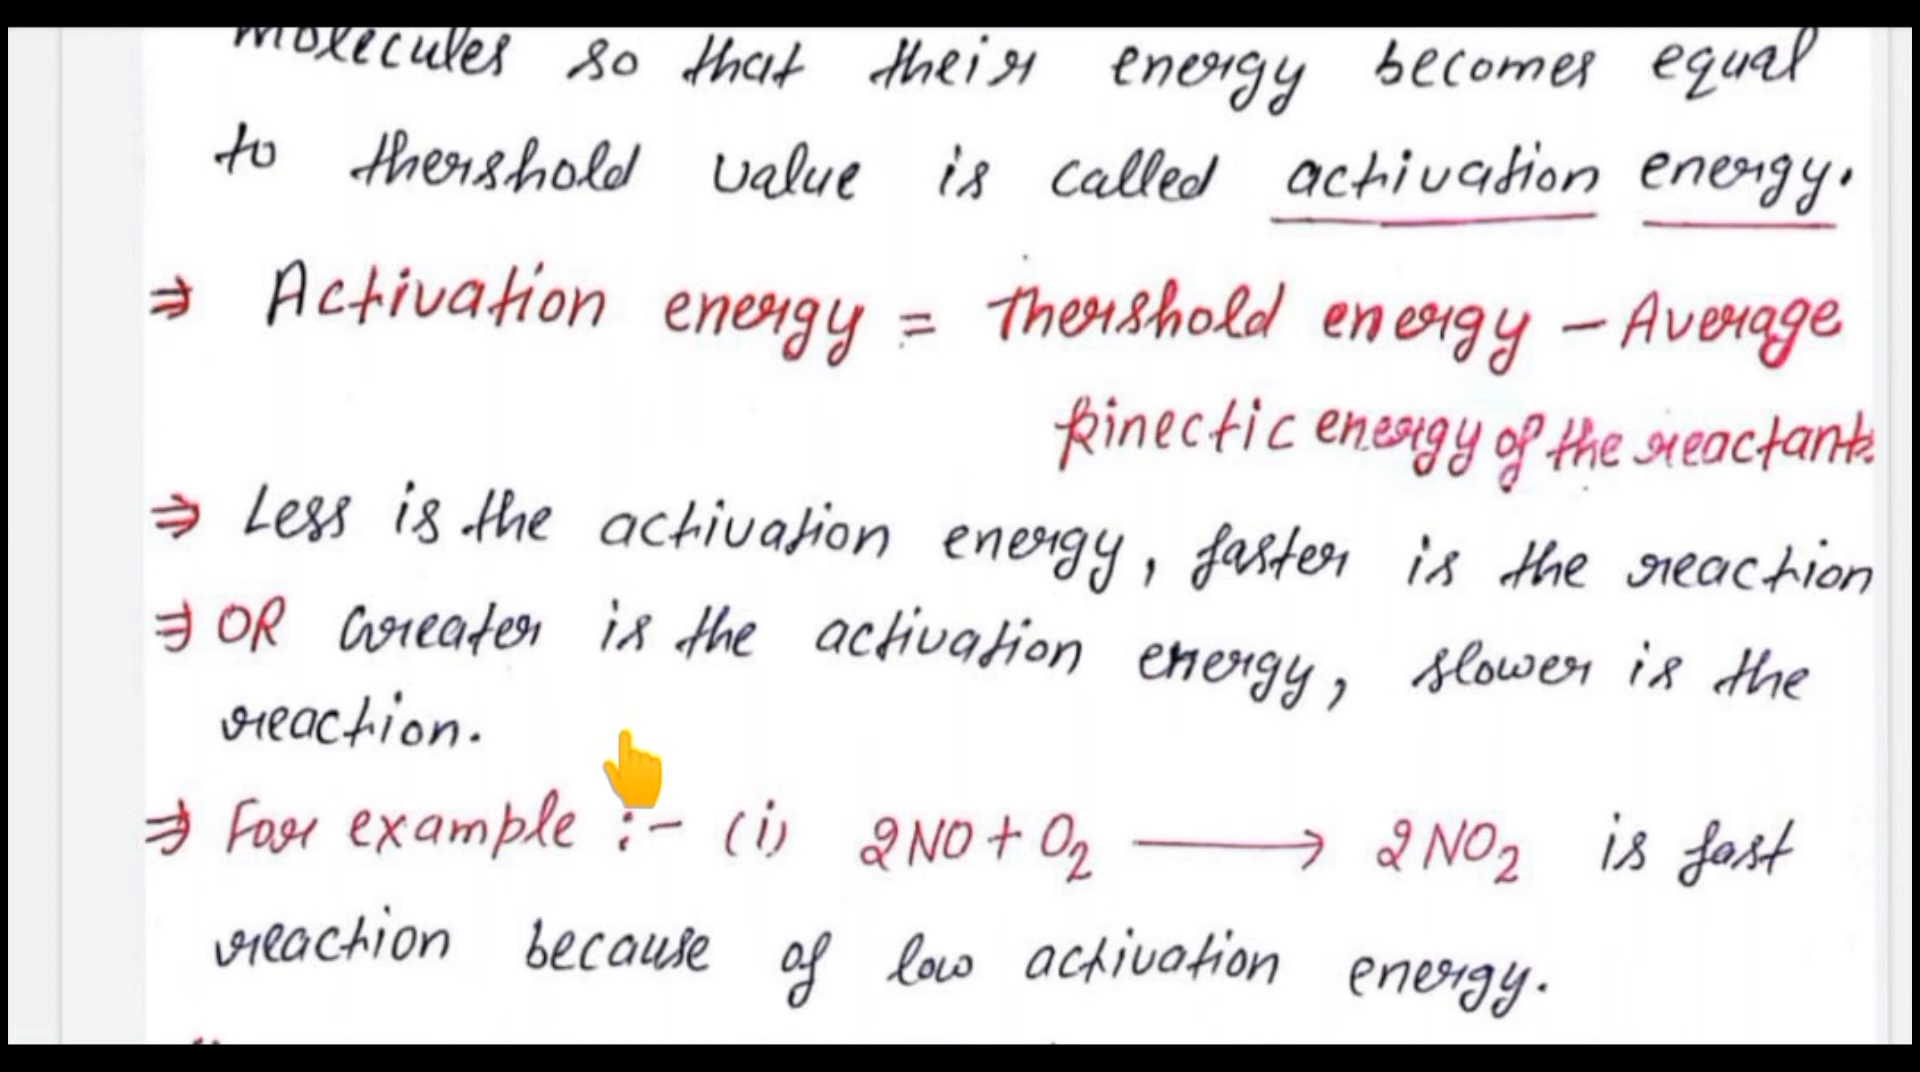 molecules so that their energy becomes equal
to thershold value is called activation energy.
⇒ Activation energy = Thershold energy - Average
kinectic energy of the reactants.
⇒ Less is the activation energy, faster is the reaction
⇒ OR Greater is the activation energy, slower is the
reaction.
⇒ For example :- (i) 2NO + O₂ ⟶ 2NO₂ is fast
reaction because of low activation energy.